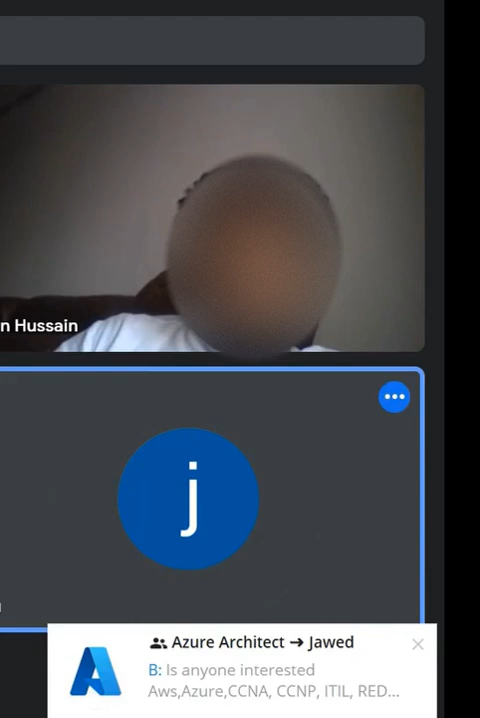 n Hussain
j
Azure Architect → Jawed
B: Is anyone interested
Aws,Azure,CCNA, CCNP, ITIL, RED...